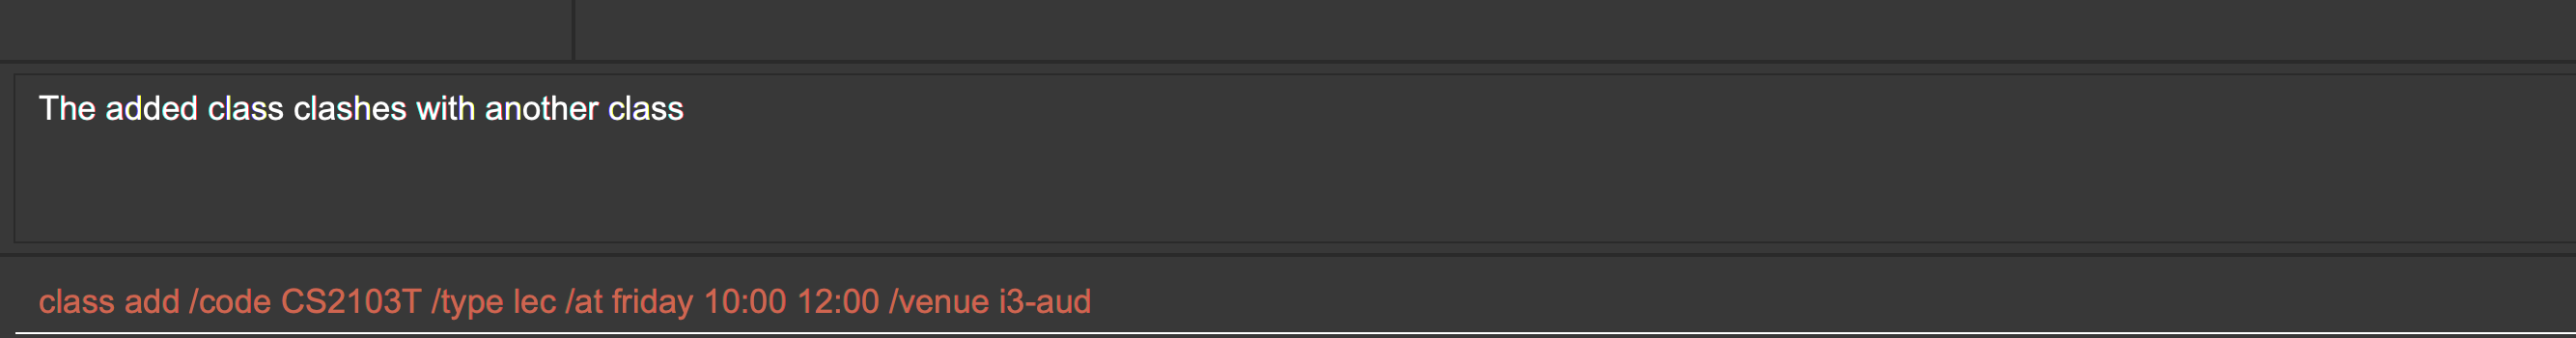 The added class clashes with another class
class add /code CS2103T /type lec /at friday 10:00 12:00 /venue i3-aud